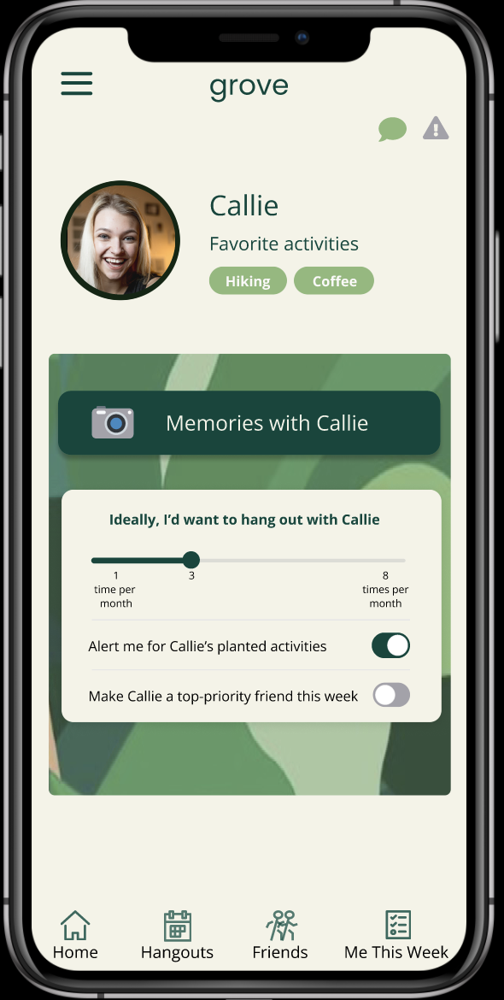 grove
Callie
Favorite activities
Hiking Coffee
Memories with Callie
Ideally, I’d want to hang out with Callie
1 3 8
time per times per
month month
Alert me for Callie’s planted activities
Make Callie a top-priority friend this week
Home Hangouts Friends Me This Week